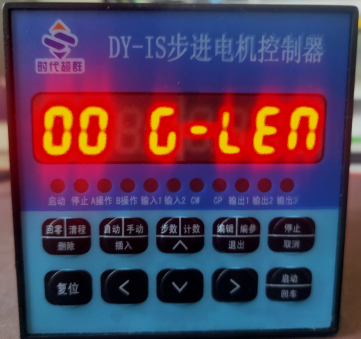 DY-IS步进电机控制器
时代超群
00 G-LEN
启动 停止 A操作 B操作 输入1 输入2 CW CP 输出1 输出2 输出3
回零 清程 自动 手动 步数 计数 编辑 编参 停止
删除 插入 退出 取消
复位 启动
回车